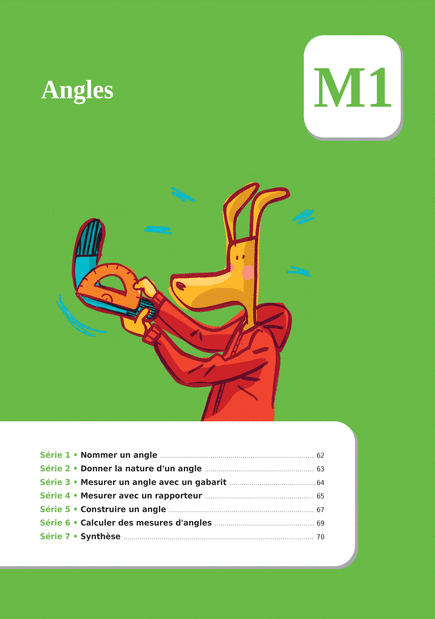 M1
Angles
Série 1 • Nommer un angle ........ 62
Série 2 • Donner la nature d'un angle ........ 63
Série 3 • Mesurer un angle avec un gabarit ........ 64
Série 4 • Mesurer avec un rapporteur ........ 65
Série 5 • Construire un angle ........ 67
Série 6 • Calculer des mesures d'angles ........ 69
Série 7 • Synthèse ........ 70